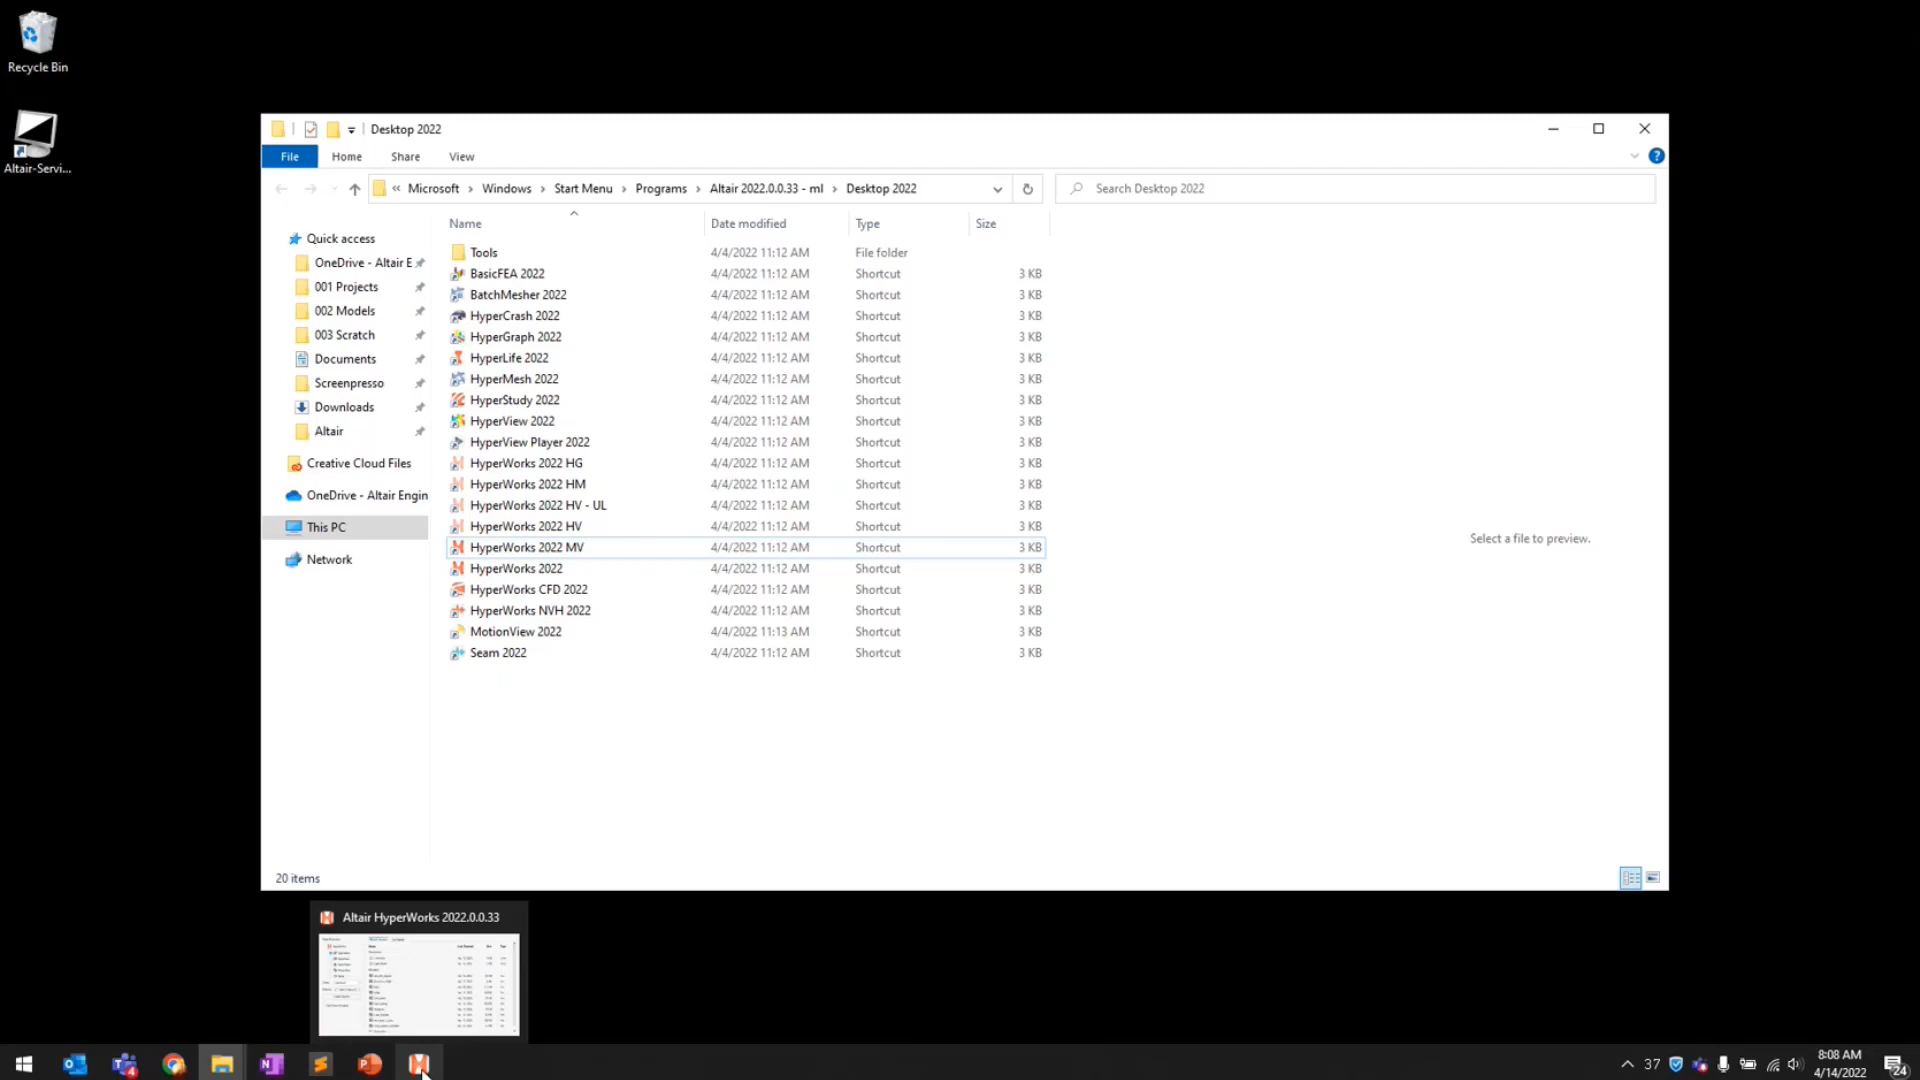 Recycle Bin
Altair-Servi...
Desktop 2022
File Home Share View
« Microsoft › Windows › Start Menu › Programs › Altair 2022.0.0.33 - ml › Desktop 2022
Search Desktop 2022
Name Date modified Type Size
Quick access
OneDrive - Altair E
001 Projects
002 Models
003 Scratch
Documents
Screenpresso
Downloads
Altair
Creative Cloud Files
OneDrive - Altair Engin
This PC
Network
Tools 4/4/2022 11:12 AM File folder
BasicFEA 2022 4/4/2022 11:12 AM Shortcut 3 KB
BatchMesher 2022 4/4/2022 11:12 AM Shortcut 3 KB
HyperCrash 2022 4/4/2022 11:12 AM Shortcut 3 KB
HyperGraph 2022 4/4/2022 11:12 AM Shortcut 3 KB
HyperLife 2022 4/4/2022 11:12 AM Shortcut 3 KB
HyperMesh 2022 4/4/2022 11:12 AM Shortcut 3 KB
HyperStudy 2022 4/4/2022 11:12 AM Shortcut 3 KB
HyperView 2022 4/4/2022 11:12 AM Shortcut 3 KB
HyperView Player 2022 4/4/2022 11:12 AM Shortcut 3 KB
HyperWorks 2022 HG 4/4/2022 11:12 AM Shortcut 3 KB
HyperWorks 2022 HM 4/4/2022 11:12 AM Shortcut 3 KB
HyperWorks 2022 HV - UL 4/4/2022 11:12 AM Shortcut 3 KB
HyperWorks 2022 HV 4/4/2022 11:12 AM Shortcut 3 KB
HyperWorks 2022 MV 4/4/2022 11:12 AM Shortcut 3 KB
HyperWorks 2022 4/4/2022 11:12 AM Shortcut 3 KB
HyperWorks CFD 2022 4/4/2022 11:12 AM Shortcut 3 KB
HyperWorks NVH 2022 4/4/2022 11:12 AM Shortcut 3 KB
MotionView 2022 4/4/2022 11:13 AM Shortcut 3 KB
Seam 2022 4/4/2022 11:12 AM Shortcut 3 KB
Select a file to preview.
20 items
Altair HyperWorks 2022.0.0.33
37
8:08 AM
4/14/2022
24